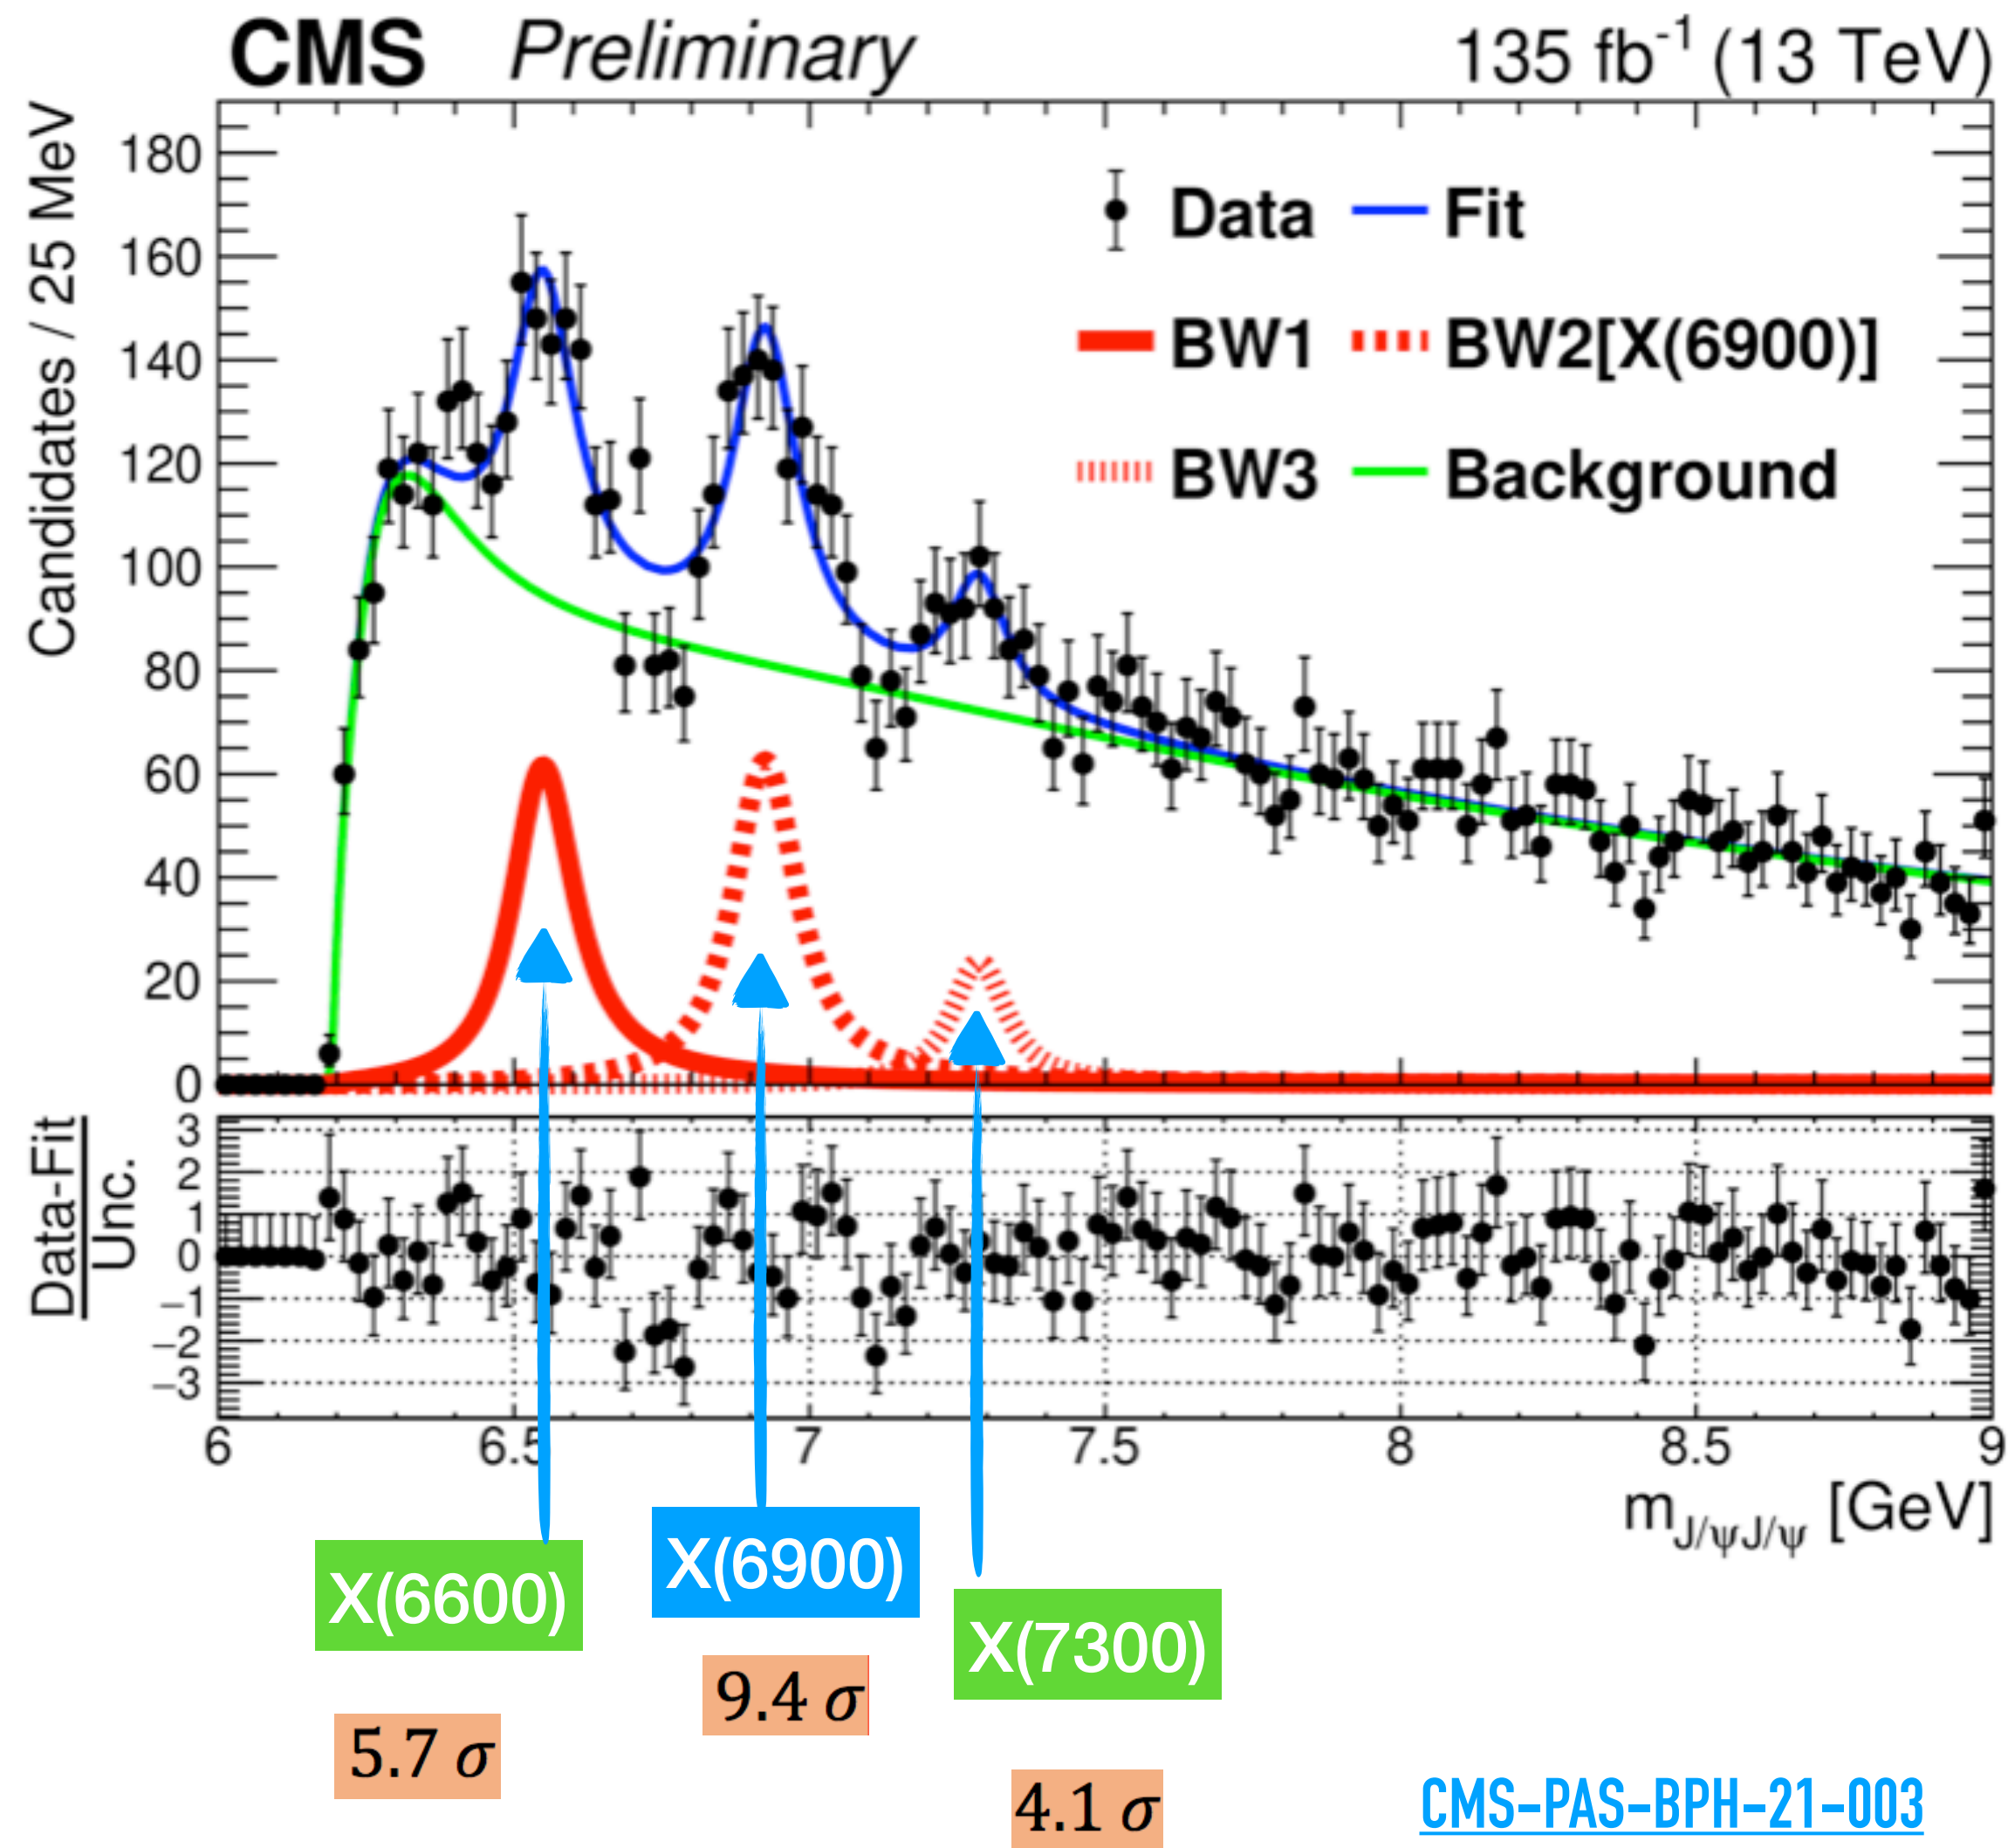 CMS Preliminary 135 fb⁻¹ (13 TeV)
Candidates / 25 MeV
180
160
140
120
100
80
60
40
20
0
Data Fit
BW1 BW2[X(6900)]
BW3 Background
Data-Fit
Unc.
3
2
1
0
−1
−2
−3
6 6.5 7 7.5 8 8.5 9
m_{J/ψJ/ψ} [GeV]
X(6600)
X(6900)
X(7300)
5.7 σ
9.4 σ
4.1 σ
CMS-PAS-BPH-21-003